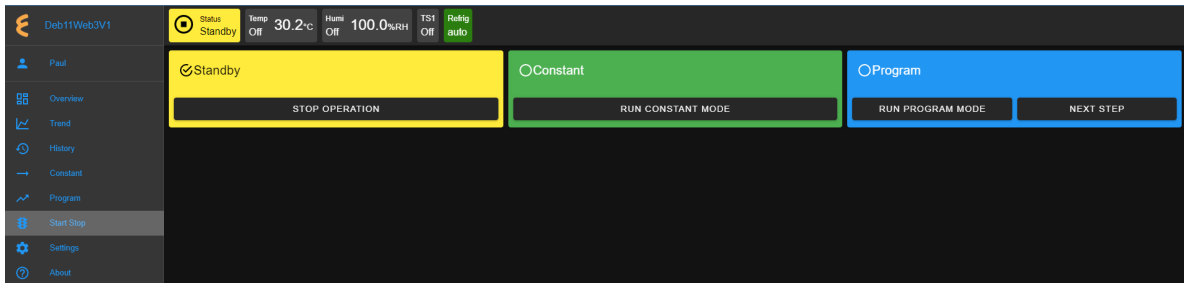 Deb11Web3V1
Paul
Overview
Trend
History
Constant
Program
Start Stop
Settings
About
Status
Standby
Temp
Off
30.2°C
Humi
Off
100.0%RH
TS1
Off
Refrig
auto
Standby
STOP OPERATION
Constant
RUN CONSTANT MODE
Program
RUN PROGRAM MODE
NEXT STEP